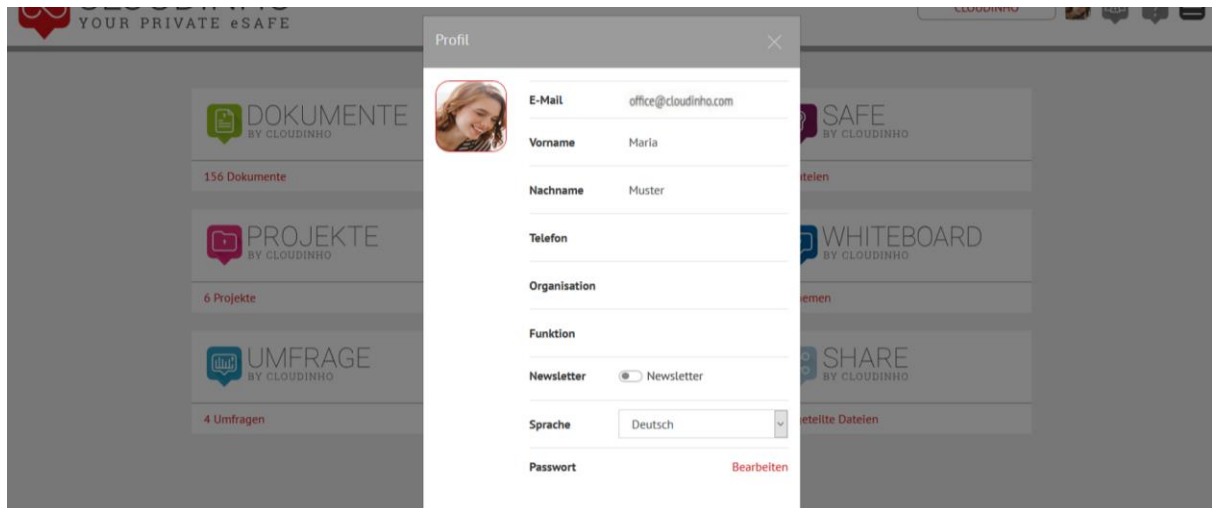 YOUR PRIVATE eSAFE
Profil
E-Mail office@cloudinho.com
Vorname Maria
Nachname Muster
Telefon
Organisation
Funktion
Newsletter Newsletter
Sprache Deutsch
Passwort Bearbeiten
DOKUMENTE
BY CLOUDINHO
156 Dokumente
PROJEKTE
BY CLOUDINHO
6 Projekte
UMFRAGE
BY CLOUDINHO
4 Umfragen
SAFE
BY CLOUDINHO
WHITEBOARD
BY CLOUDINHO
SHARE
BY CLOUDINHO
Dateien